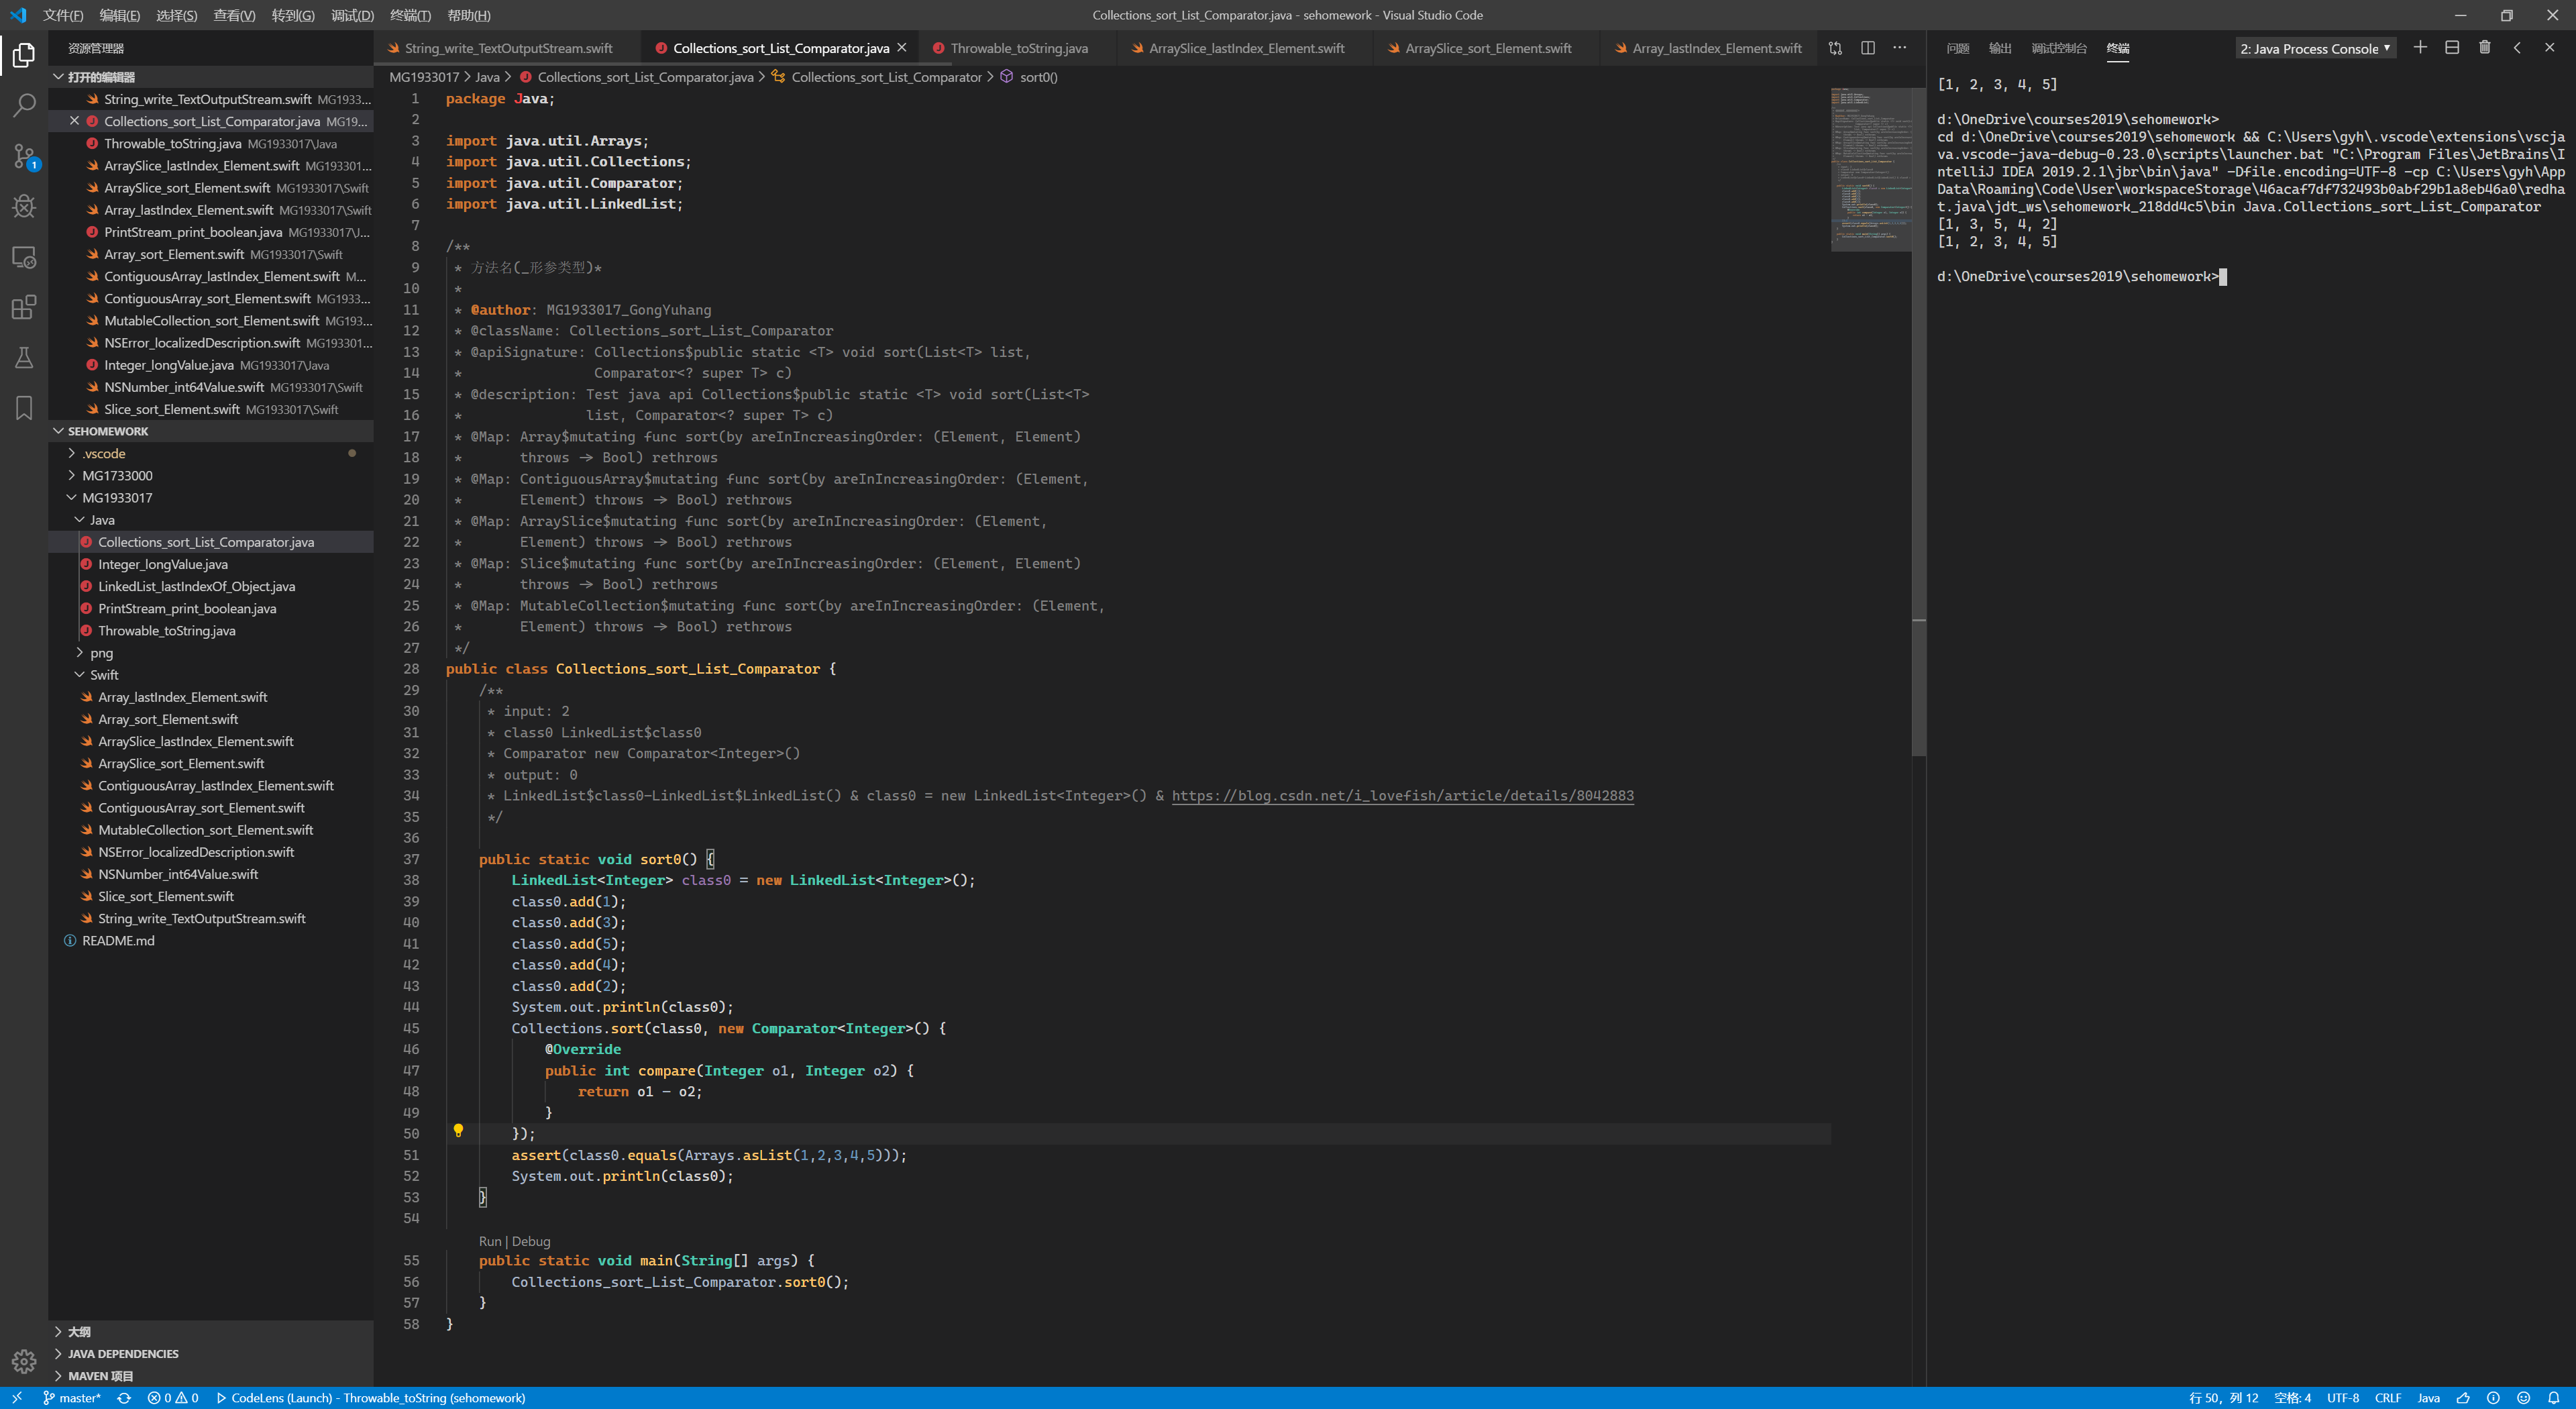 文件(F) 编辑(E) 选择(S) 查看(V) 转到(G) 调试(D) 终端(T) 帮助(H)
Collections_sort_List_Comparator.java - sehomework - Visual Studio Code
资源管理器
打开的编辑器
String_write_TextOutputStream.swift MG1933...
Collections_sort_List_Comparator.java MG19...
Throwable_toString.java MG1933017\Java
ArraySlice_lastIndex_Element.swift MG193301...
ArraySlice_sort_Element.swift MG1933017\Swift
Array_lastIndex_Element.swift MG1933017\Swift
PrintStream_print_boolean.java MG1933017\J...
Array_sort_Element.swift MG1933017\Swift
ContiguousArray_lastIndex_Element.swift M...
ContiguousArray_sort_Element.swift MG1933...
MutableCollection_sort_Element.swift MG193...
NSError_localizedDescription.swift MG193301...
Integer_longValue.java MG1933017\Java
NSNumber_int64Value.swift MG1933017\Swift
Slice_sort_Element.swift MG1933017\Swift
SEHOMEWORK
.vscode
MG1733000
MG1933017
Java
Collections_sort_List_Comparator.java
Integer_longValue.java
LinkedList_lastIndexOf_Object.java
PrintStream_print_boolean.java
Throwable_toString.java
png
Swift
Array_lastIndex_Element.swift
Array_sort_Element.swift
ArraySlice_lastIndex_Element.swift
ArraySlice_sort_Element.swift
ContiguousArray_lastIndex_Element.swift
ContiguousArray_sort_Element.swift
MutableCollection_sort_Element.swift
NSError_localizedDescription.swift
NSNumber_int64Value.swift
Slice_sort_Element.swift
String_write_TextOutputStream.swift
README.md
大纲
JAVA DEPENDENCIES
MAVEN 项目
1
String_write_TextOutputStream.swift Collections_sort_List_Comparator.java Throwable_toString.java ArraySlice_lastIndex_Element.swift ArraySlice_sort_Element.swift Array_lastIndex_Element.swift
MG1933017 > Java > Collections_sort_List_Comparator.java > Collections_sort_List_Comparator > sort0()
1 package Java;
2
3 import java.util.Arrays;
4 import java.util.Collections;
5 import java.util.Comparator;
6 import java.util.LinkedList;
7
8 /**
9 * 方法名(_形参类型)*
10 *
11 * @author: MG1933017_GongYuhang
12 * @className: Collections_sort_List_Comparator
13 * @apiSignature: Collections$public static <T> void sort(List<T> list,
14 * Comparator<? super T> c)
15 * @description: Test java api Collections$public static <T> void sort(List<T>
16 * list, Comparator<? super T> c)
17 * @Map: Array$mutating func sort(by areInIncreasingOrder: (Element, Element)
18 * throws -> Bool) rethrows
19 * @Map: ContiguousArray$mutating func sort(by areInIncreasingOrder: (Element,
20 * Element) throws -> Bool) rethrows
21 * @Map: ArraySlice$mutating func sort(by areInIncreasingOrder: (Element,
22 * Element) throws -> Bool) rethrows
23 * @Map: Slice$mutating func sort(by areInIncreasingOrder: (Element, Element)
24 * throws -> Bool) rethrows
25 * @Map: MutableCollection$mutating func sort(by areInIncreasingOrder: (Element,
26 * Element) throws -> Bool) rethrows
27 */
28 public class Collections_sort_List_Comparator {
29 /**
30 * input: 2
31 * class0 LinkedList$class0
32 * Comparator new Comparator<Integer>()
33 * output: 0
34 * LinkedList$class0-LinkedList$LinkedList() & class0 = new LinkedList<Integer>() & https://blog.csdn.net/i_lovefish/article/details/8042883
35 */
36
37 public static void sort0() {
38 LinkedList<Integer> class0 = new LinkedList<Integer>();
39 class0.add(1);
40 class0.add(3);
41 class0.add(5);
42 class0.add(4);
43 class0.add(2);
44 System.out.println(class0);
45 Collections.sort(class0, new Comparator<Integer>() {
46 @Override
47 public int compare(Integer o1, Integer o2) {
48 return o1 - o2;
49 }
50 });
51 assert(class0.equals(Arrays.asList(1,2,3,4,5)));
52 System.out.println(class0);
53 }
54
Run | Debug
55 public static void main(String[] args) {
56 Collections_sort_List_Comparator.sort0();
57 }
58 }
问题 输出 调试控制台 终端 2: Java Process Console
[1, 2, 3, 4, 5]
d:\OneDrive\courses2019\sehomework>
cd d:\OneDrive\courses2019\sehomework && C:\Users\gyh\.vscode\extensions\vscja
va.vscode-java-debug-0.23.0\scripts\launcher.bat "C:\Program Files\JetBrains\I
ntelliJ IDEA 2019.2.1\jbr\bin\java" -Dfile.encoding=UTF-8 -cp C:\Users\gyh\App
Data\Roaming\Code\User\workspaceStorage\46acaf7df732493b0abf29b1a8eb46a0\redha
t.java\jdt_ws\sehomework_218dd4c5\bin Java.Collections_sort_List_Comparator
[1, 3, 5, 4, 2]
[1, 2, 3, 4, 5]
d:\OneDrive\courses2019\sehomework>
master* 0 0 CodeLens (Launch) - Throwable_toString (sehomework)
行 50，列 12 空格: 4 UTF-8 CRLF Java